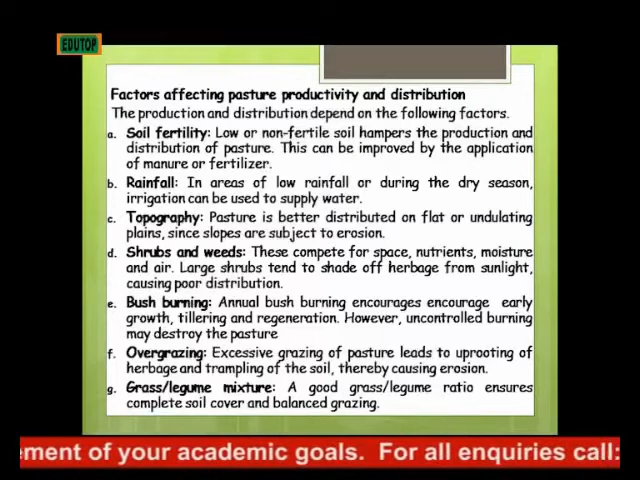 EDUTOP
Factors affecting pasture productivity and distribution
The production and distribution depend on the following factors.
a. Soil fertility: Low or non-fertile soil hampers the production and
distribution of pasture. This can be improved by the application
of manure or fertilizer.
b. Rainfall: In areas of low rainfall or during the dry season,
irrigation can be used to supply water.
c. Topography: Pasture is better distributed on flat or undulating
plains, since slopes are subject to erosion.
d. Shrubs and weeds: These compete for space, nutrients, moisture
and air. Large shrubs tend to shade off herbage from sunlight,
causing poor distribution.
e. Bush burning: Annual bush burning encourages encourage early
growth, tillering and regeneration. However, uncontrolled burning
may destroy the pasture
f. Overgrazing: Excessive grazing of pasture leads to uprooting of
herbage and trampling of the soil, thereby causing erosion.
g. Grass/legume mixture: A good grass/legume ratio ensures
complete soil cover and balanced grazing.
ement of your academic goals. For all enquiries call: